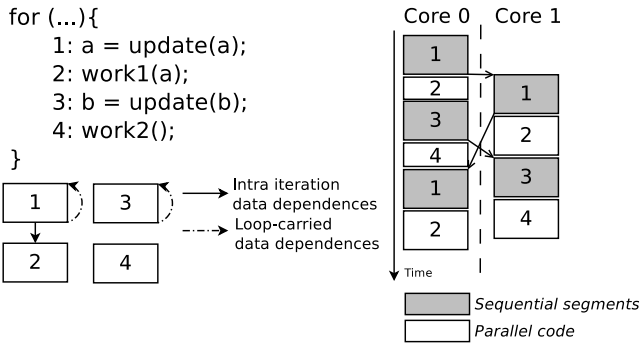 for (...){
1: a = update(a);
2: work1(a);
3: b = update(b);
4: work2();
}
1
3
2
4
Intra iteration
data dependences
Loop-carried
data dependences
Core 0
Core 1
1
2
3
4
1
2
1
2
3
4
Time
Sequential segments
Parallel code